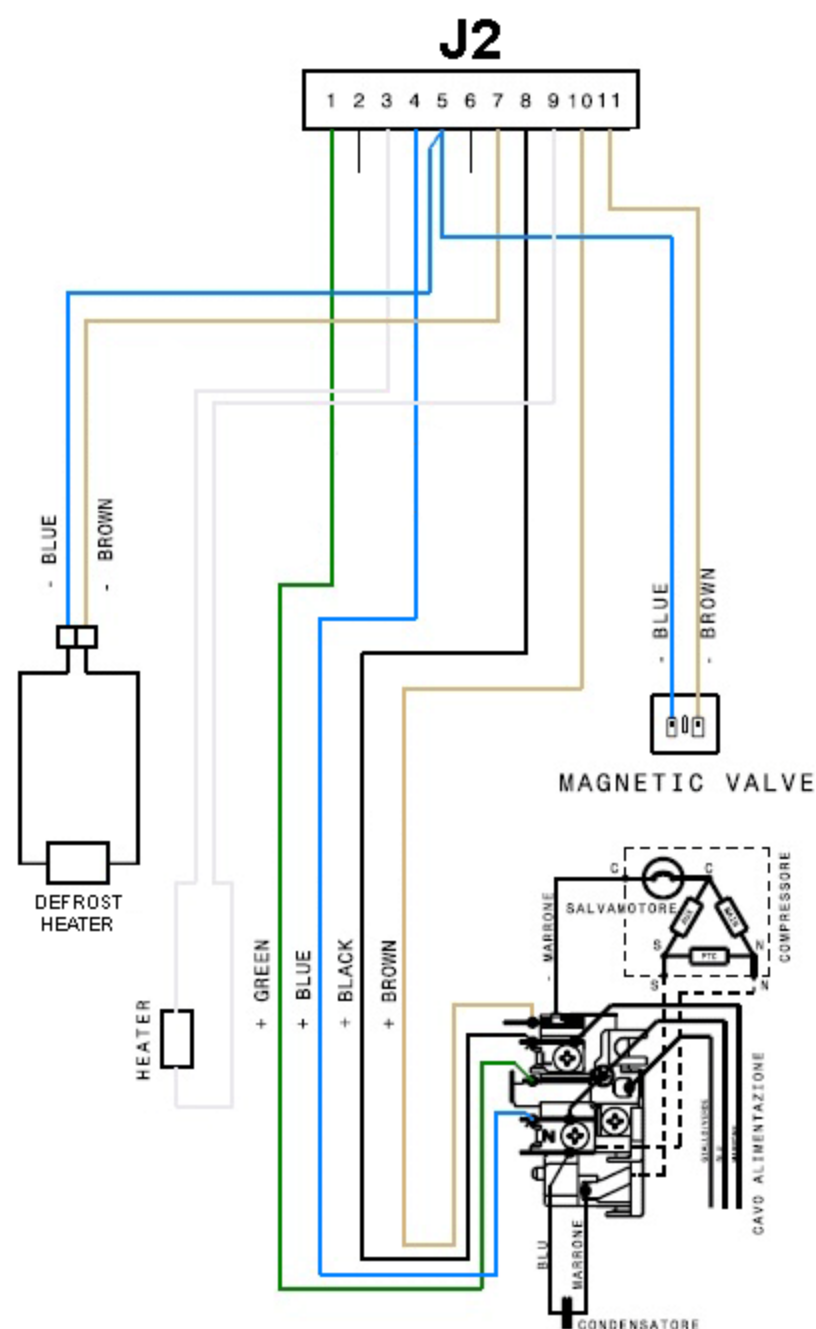 J2
1 2 3 4 5 6 7 8 9 10 11
- BLUE
- BROWN
- BLUE
- BROWN
MAGNETIC VALVE
DEFROST
HEATER
HEATER
+ GREEN
+ BLUE
+ BLACK
+ BROWN
- MARRONE
C
C
SALVAMOTORE
MAIN
PTC
S
N
S
N
COMPRESSORE
N
CAVO ALIMENTAZIONE
BLU
MARRONE
CONDENSATORE